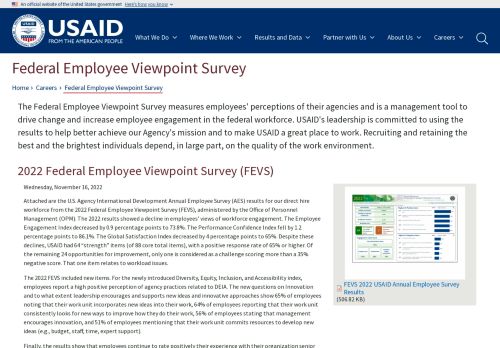 An official website of the United States government Here's how you know
USAID
FROM THE AMERICAN PEOPLE
What We Do
Where We Work
Results and Data
Partner with Us
About Us
Careers
Federal Employee Viewpoint Survey
Home › Careers › Federal Employee Viewpoint Survey
The Federal Employee Viewpoint Survey measures employees' perceptions of their agencies and is a management tool to
drive change and increase employee engagement in the federal workforce. USAID's leadership is committed to using the
results to help better achieve our Agency's mission and to make USAID a great place to work. Recruiting and retaining the
best and the brightest individuals depend, in large part, on the quality of the work environment.
2022 Federal Employee Viewpoint Survey (FEVS)
Wednesday, November 16, 2022
Attached are the U.S. Agency International Development Annual Employee Survey (AES) results for our direct hire
workforce from the 2022 Federal Employee Viewpoint Survey (FEVS), administered by the Office of Personnel
Management (OPM). The 2022 results showed a decline in employees' views of workforce engagement. The Employee
Engagement Index decreased by 0.9 percentage points to 73.8%. The Performance Confidence Index fell by 1.2
percentage points to 86.1%. The Global Satisfaction Index decreased by 4 percentage points to 65%. Despite these
declines, USAID had 64 "strength" items (of 88 core total items), with a positive response rate of 65% or higher. Of
the remaining 24 opportunities for improvement, only one is considered as a challenge scoring more than a 35%
negative score. That one item relates to workload issues.
The 2022 FEVS included new items. For the newly introduced Diversity, Equity, Inclusion, and Accessibility index,
employees report a high positive perception of agency practices related to DEIA. The new questions on Innovation
and to what extent leadership encourages and supports new ideas and innovative approaches show 65% of employees
noting that their work unit incorporates new ideas into their work, 64% of employees reporting that their work unit
consistently looks for new ways to improve how they do their work, 56% of employees stating that management
encourages innovation, and 51% of employees mentioning that their work unit commits resources to develop new
ideas (e.g., budget, staff, time, expert support).
Finally, the results show that employees continue to rate positively their experience with their organization senior
FEVS 2022 USAID Annual Employee Survey
Results
(506.82 KB)